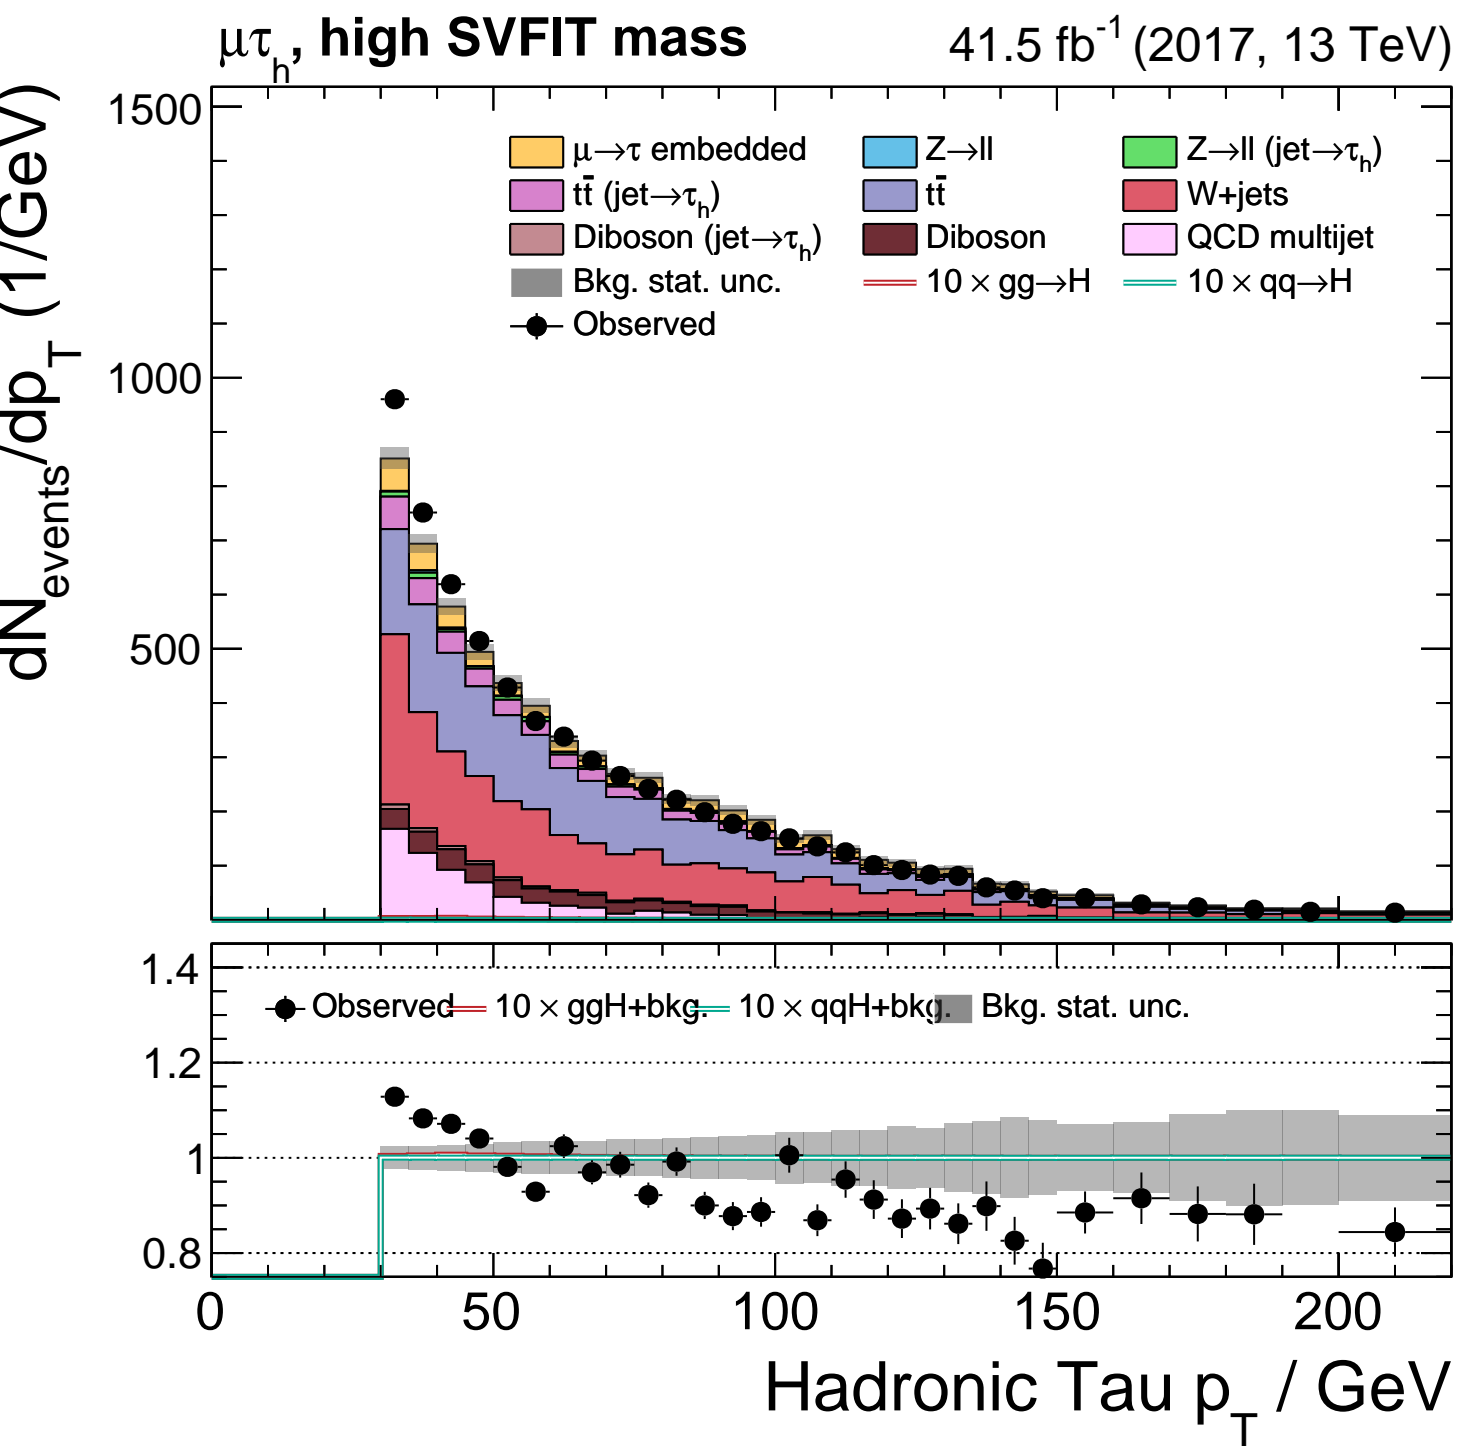 μτh, high SVFIT mass 41.5 fb-1 (2017, 13 TeV)
dNevents/dpT (1/GeV)
1500
1000
500
μ→τ embedded Z→ll Z→ll (jet→τh)
tt̄ (jet→τh) tt̄ W+jets
Diboson (jet→τh) Diboson QCD multijet
Bkg. stat. unc. 10 × gg→H 10 × qq→H
Observed
1.4
1.2
1
0.8
Observed 10 × ggH+bkg. 10 × qqH+bkg. Bkg. stat. unc.
0 50 100 150 200
Hadronic Tau pT / GeV